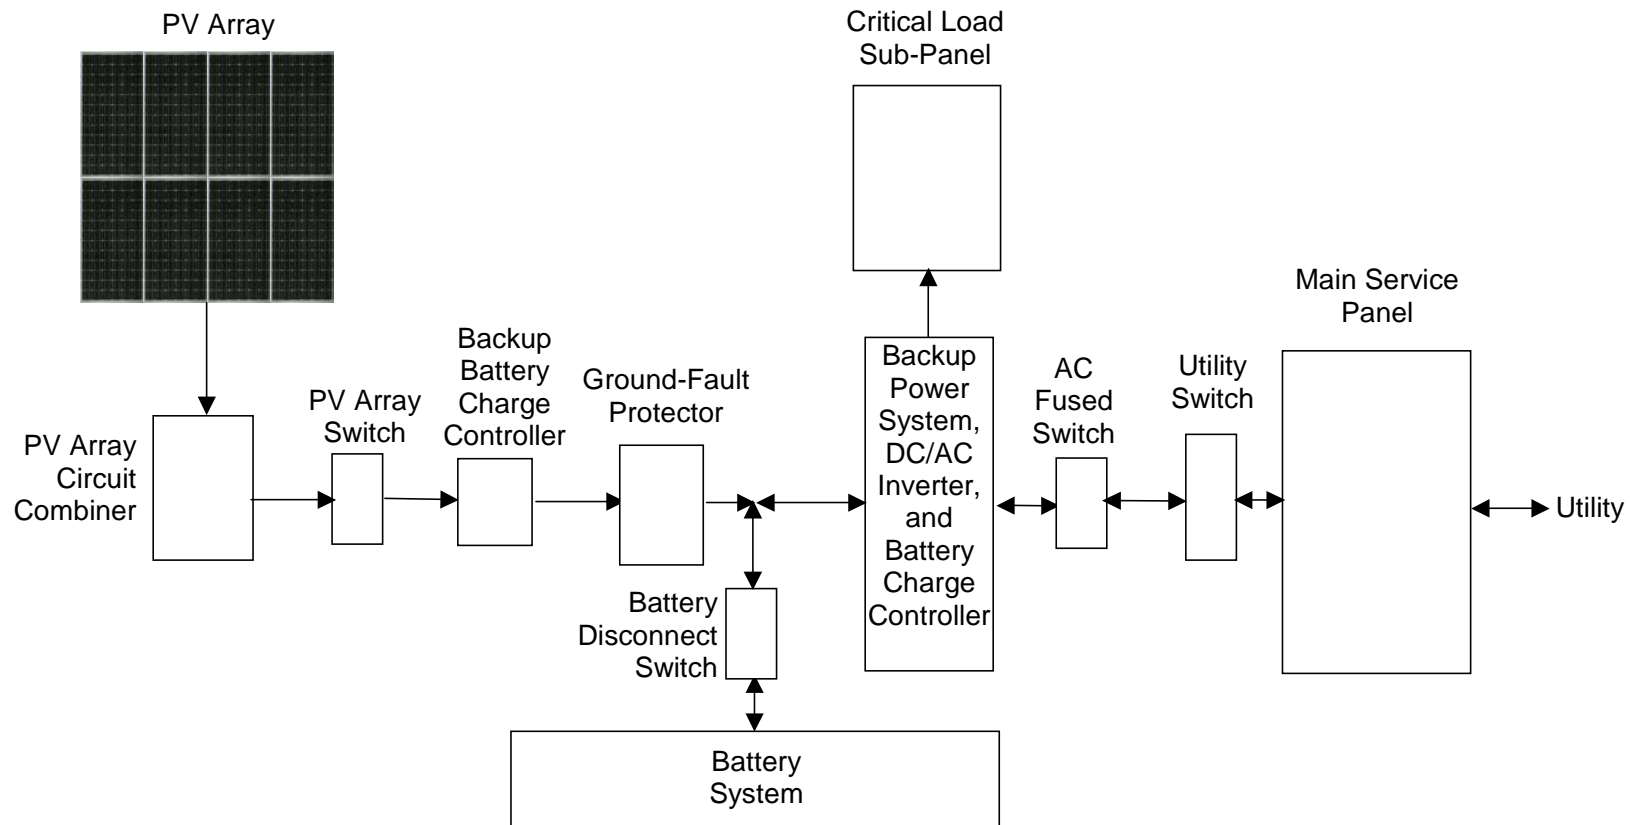 PV Array
Critical Load
Sub-Panel
Main Service
Panel
Backup
Battery
Charge
Controller
Ground-Fault
Protector
PV Array
Switch
PV Array
Circuit
Combiner
Backup
Power
System,
DC/AC
Inverter,
and
Battery
Charge
Controller
AC
Fused
Switch
Utility
Switch
Utility
Battery
Disconnect
Switch
Battery
System